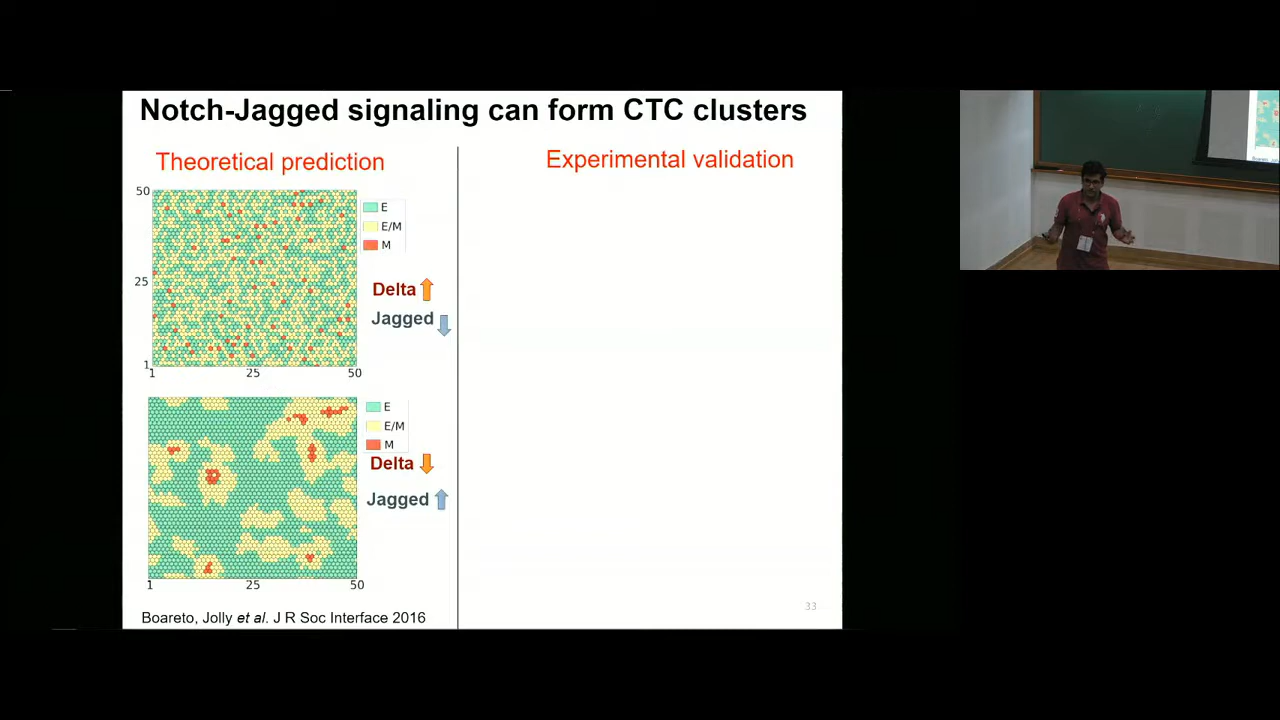 Notch-Jagged signaling can form CTC clusters
Theoretical prediction
Experimental validation
50
25
1
1
25
50
E
E/M
M
Delta
Jagged
E
E/M
M
Delta
Jagged
1
25
50
Boareto, Jolly et al. J R Soc Interface 2016
33